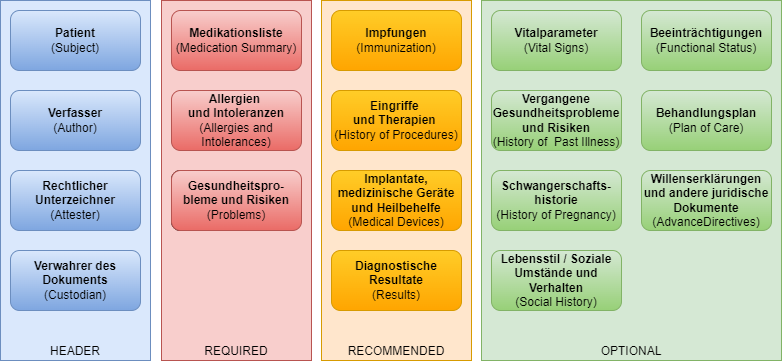 Patient
(Subject)
Verfasser
(Author)
Rechtlicher
Unterzeichner
(Attester)
Verwahrer des
Dokuments
(Custodian)
HEADER
Medikationsliste
(Medication Summary)
Allergien
und Intoleranzen
(Allergies and
Intolerances)
Gesundheitspro-
bleme und Risiken
(Problems)
REQUIRED
Impfungen
(Immunization)
Eingriffe
und Therapien
(History of Procedures)
Implantate,
medizinische Geräte
und Heilbehelfe
(Medical Devices)
Diagnostische
Resultate
(Results)
RECOMMENDED
Vitalparameter
(Vital Signs)
Vergangene
Gesundheitsprobleme
und Risiken
(History of Past Illness)
Schwangerschafts-
historie
(History of Pregnancy)
Lebensstil / Soziale
Umstände und
Verhalten
(Social History)
Beeinträchtigungen
(Functional Status)
Behandlungsplan
(Plan of Care)
Willenserklärungen
und andere juridische
Dokumente
(AdvanceDirectives)
OPTIONAL